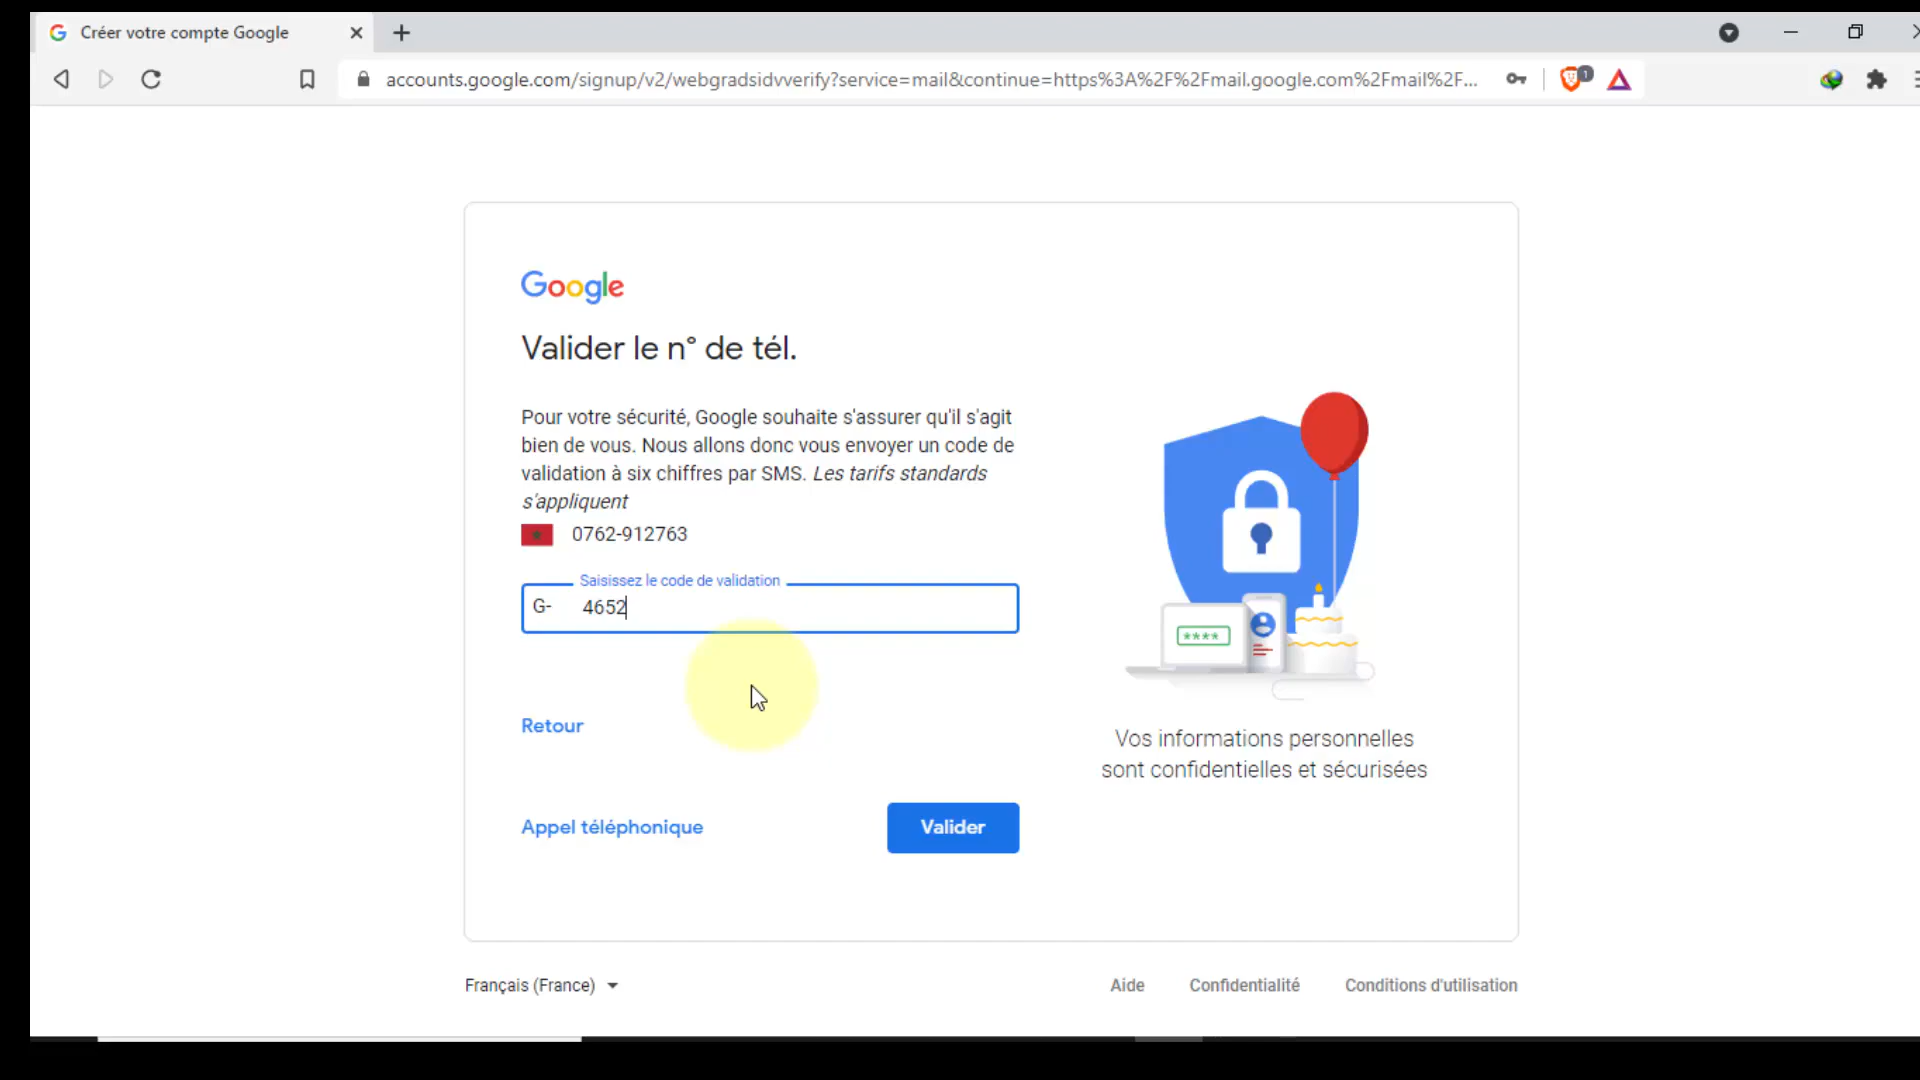 Créer votre compte Google
accounts.google.com/signup/v2/webgradsidvverify?service=mail&continue=https%3A%2F%2Fmail.google.com%2Fmail%2F...
1
Google
Valider le n° de tél.
Pour votre sécurité, Google souhaite s'assurer qu'il s'agit
bien de vous. Nous allons donc vous envoyer un code de
validation à six chiffres par SMS. Les tarifs standards
s'appliquent
0762-912763
Saisissez le code de validation
G- 4652
Retour
Appel téléphonique
Valider
****
Vos informations personnelles
sont confidentielles et sécurisées
Français (France)
Aide Confidentialité Conditions d'utilisation